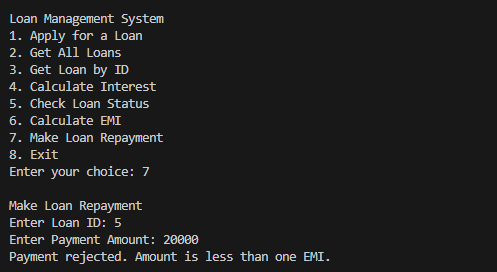 Loan Management System
1. Apply for a Loan
2. Get All Loans
3. Get Loan by ID
4. Calculate Interest
5. Check Loan Status
6. Calculate EMI
7. Make Loan Repayment
8. Exit
Enter your choice: 7

Make Loan Repayment
Enter Loan ID: 5
Enter Payment Amount: 20000
Payment rejected. Amount is less than one EMI.